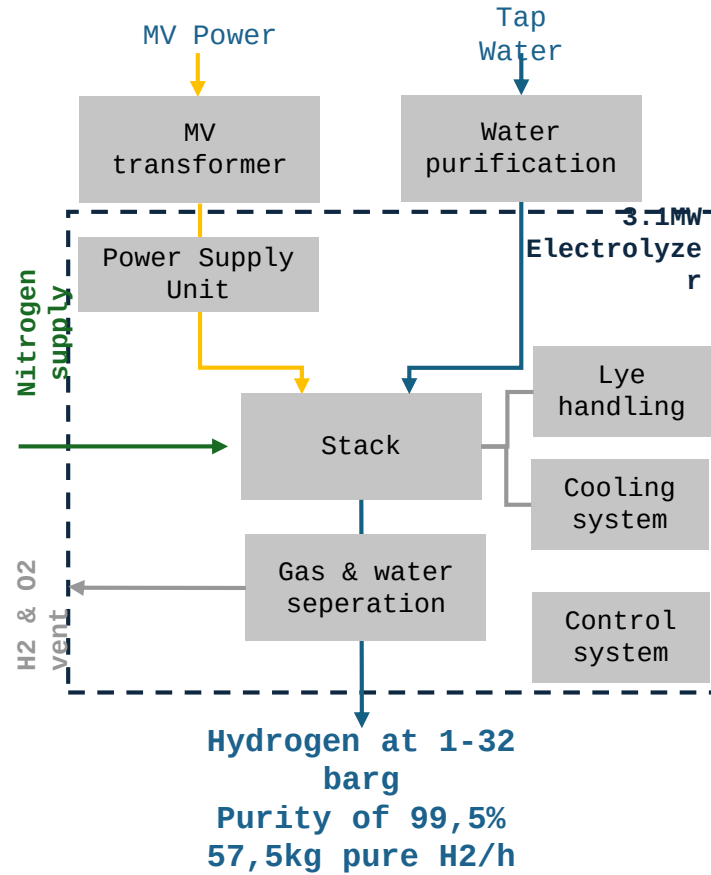 MV Power
Tap
Water
MV
transformer
Water
purification
3.1MW
Electrolyze
r
Power Supply
Unit
Nitrogen
supply
Lye
handling
Stack
Cooling
system
Gas & water
seperation
H2 & O2
vent
Control
system
Hydrogen at 1-32
barg
Purity of 99,5%
57,5kg pure H2/h